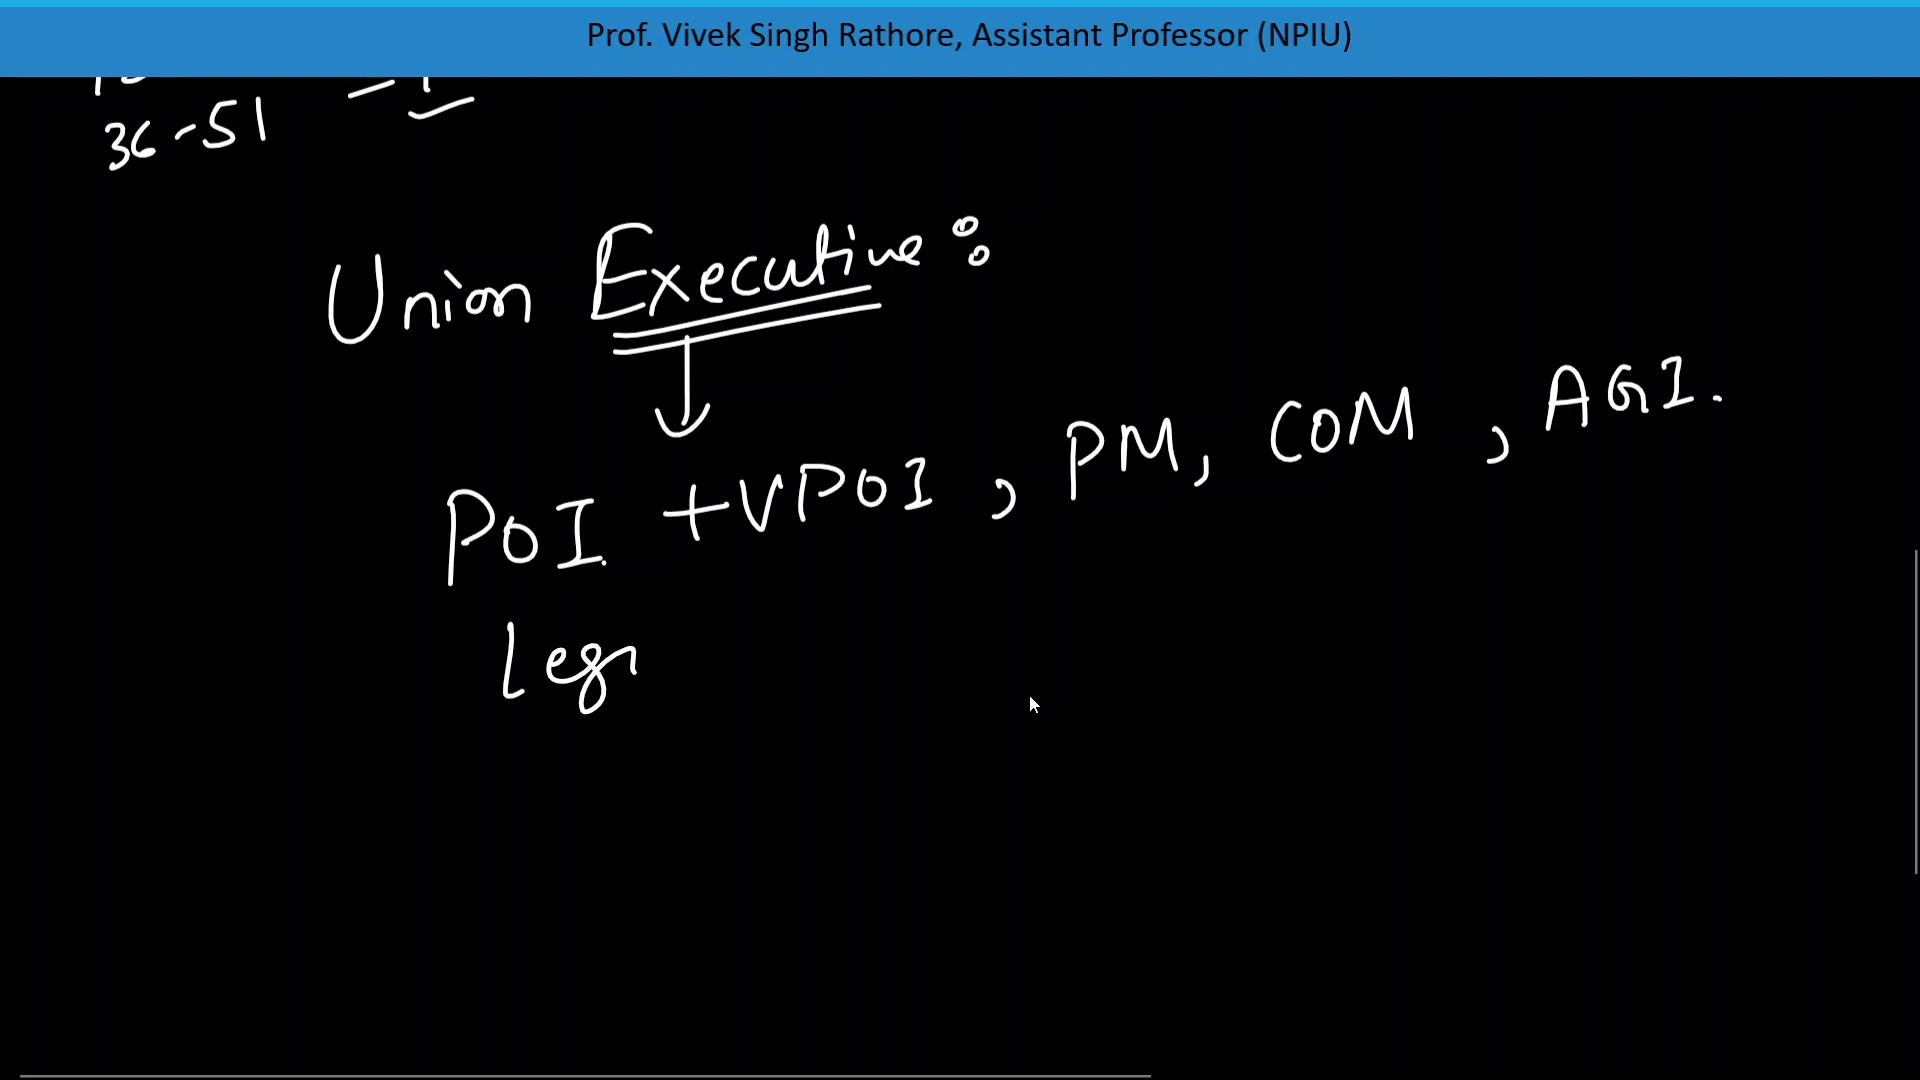 Prof. Vivek Singh Rathore, Assistant Professor (NPIU)
36-51
Union Executive:
POI + VPOI, PM, COM, AGI.
Leg